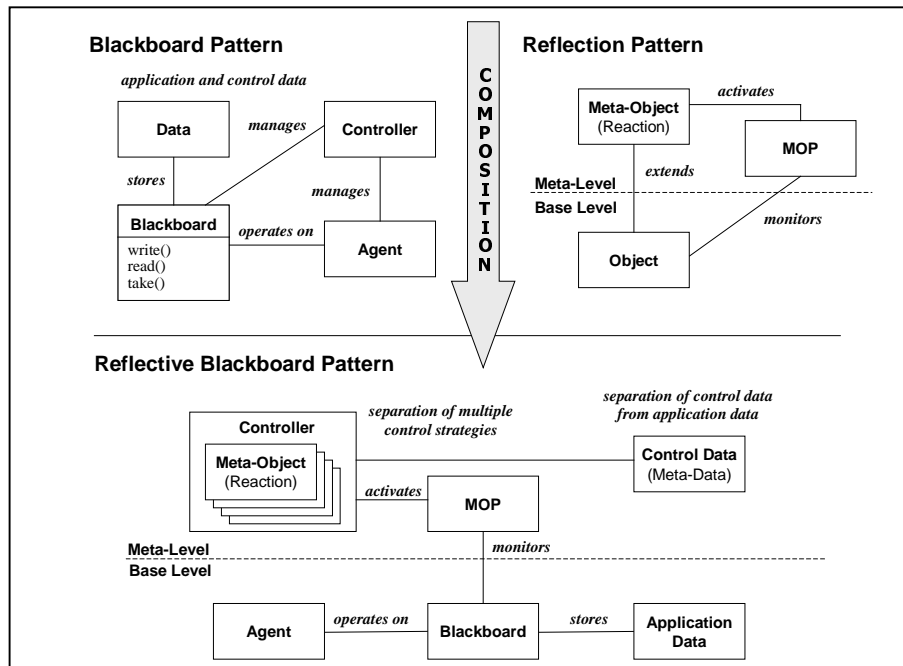 Blackboard Pattern
application and control data
Data
manages
Controller
stores
manages
Blackboard
write()
read()
take()
operates on
Agent
COMPOSITION
Reflection Pattern
activates
Meta-Object
(Reaction)
MOP
extends
Meta-Level
Base Level
monitors
Object
Reflective Blackboard Pattern
separation of multiple
control strategies
separation of control data
from application data
Controller
Meta-Object
(Reaction)
activates
MOP
Control Data
(Meta-Data)
Meta-Level
Base Level
monitors
Agent
operates on
Blackboard
stores
Application
Data